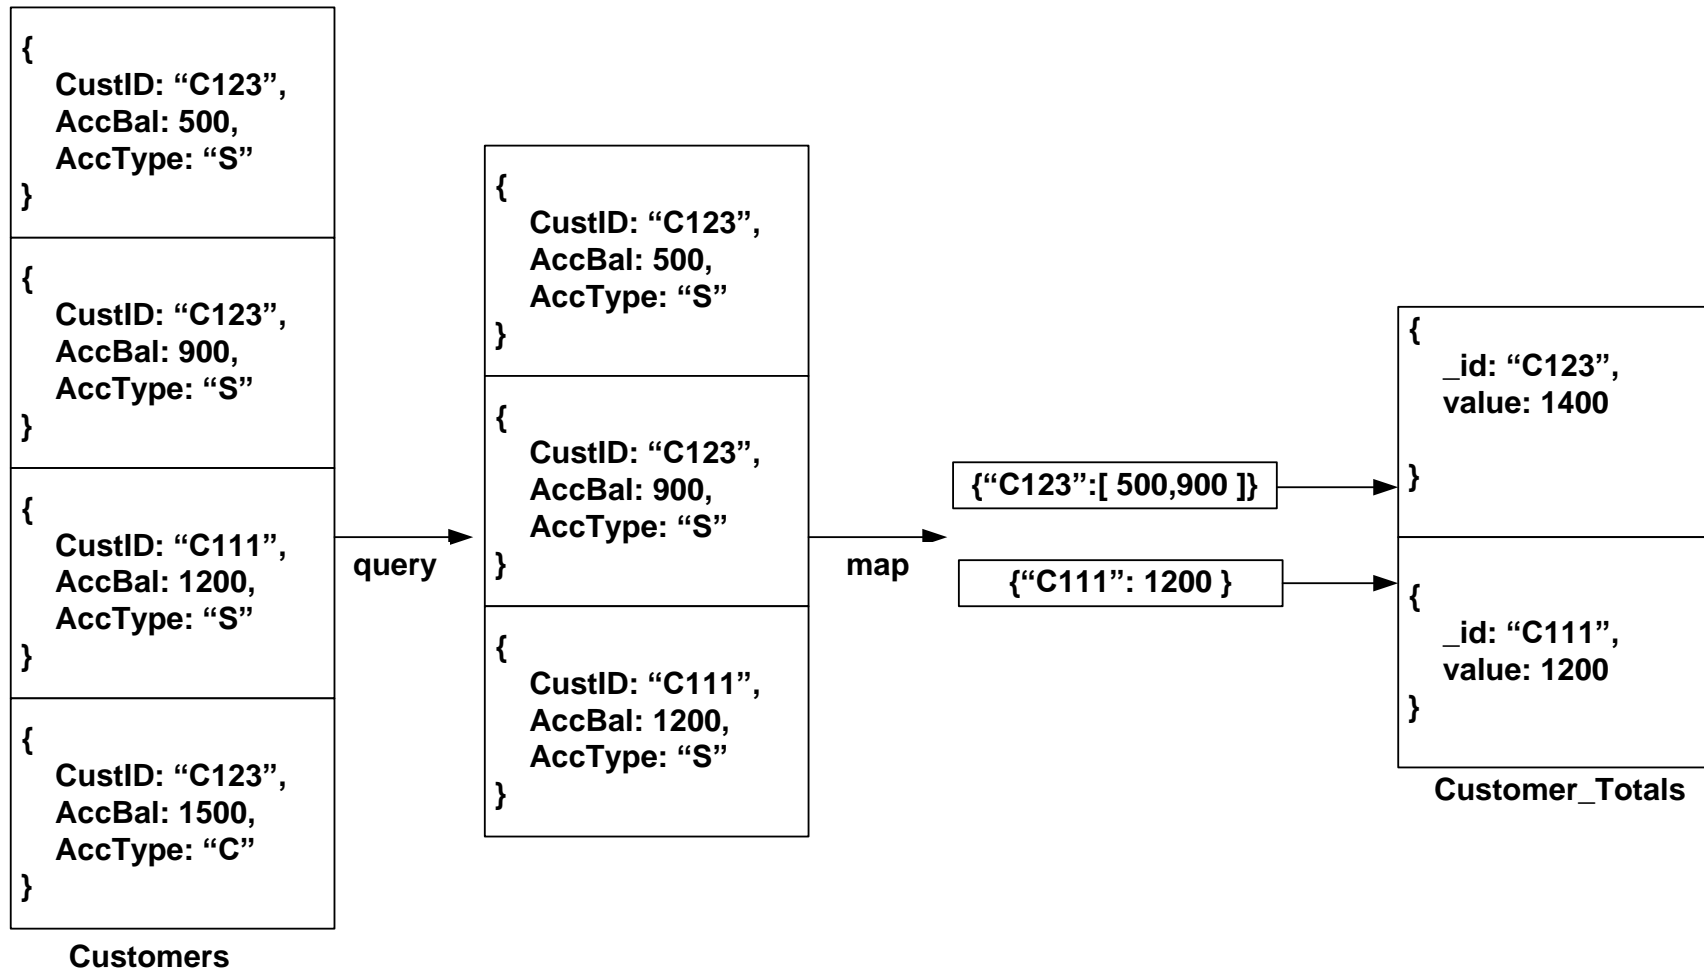 {
CustID: “C123”,
AccBal: 500,
AccType: “S”
}
{
CustID: “C123”,
AccBal: 900,
AccType: “S”
}
{
CustID: “C111”,
AccBal: 1200,
AccType: “S”
}
{
CustID: “C123”,
AccBal: 1500,
AccType: “C”
}
Customers
query
{
CustID: “C123”,
AccBal: 500,
AccType: “S”
}
{
CustID: “C123”,
AccBal: 900,
AccType: “S”
}
{
CustID: “C111”,
AccBal: 1200,
AccType: “S”
}
map
{“C123”:[ 500,900 ]}
{“C111”: 1200 }
{
_id: “C123”,
value: 1400
}
{
_id: “C111”,
value: 1200
}
Customer_Totals